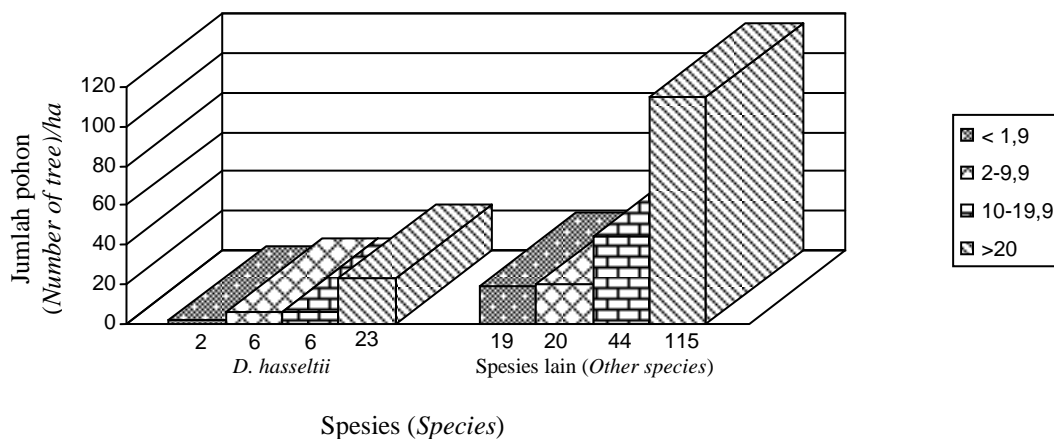 Jumlah pohon
(Number of tree)/ha
120
100
80
60
40
20
0
2 6 6 23 19 20 44 115
D. hasseltii Spesies lain (Other species)
Spesies (Species)
< 1,9
2-9,9
10-19,9
>20